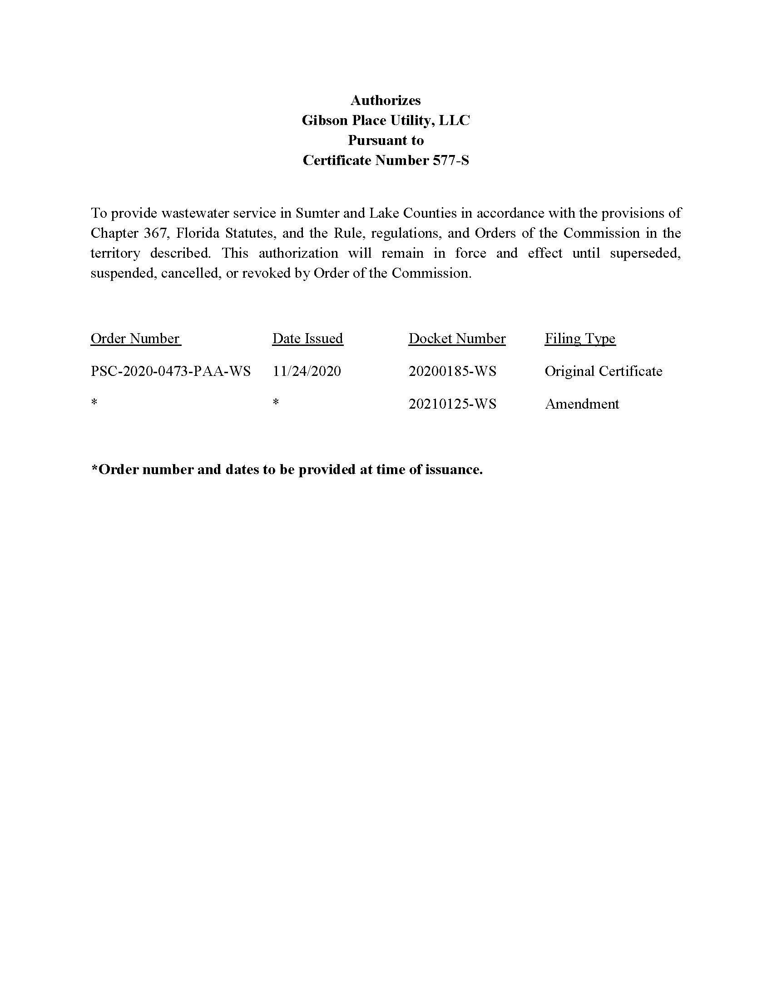 Authorizes
Gibson Place Utility, LLC
Pursuant to
Certificate Number 577-S
To provide wastewater service in Sumter and Lake Counties in accordance with the provisions of
Chapter 367, Florida Statutes, and the Rule, regulations, and Orders of the Commission in the
territory described. This authorization will remain in force and effect until superseded,
suspended, cancelled, or revoked by Order of the Commission.
Order Number Date Issued Docket Number Filing Type
PSC-2020-0473-PAA-WS 11/24/2020 20200185-WS Original Certificate
* * 20210125-WS Amendment
*Order number and dates to be provided at time of issuance.